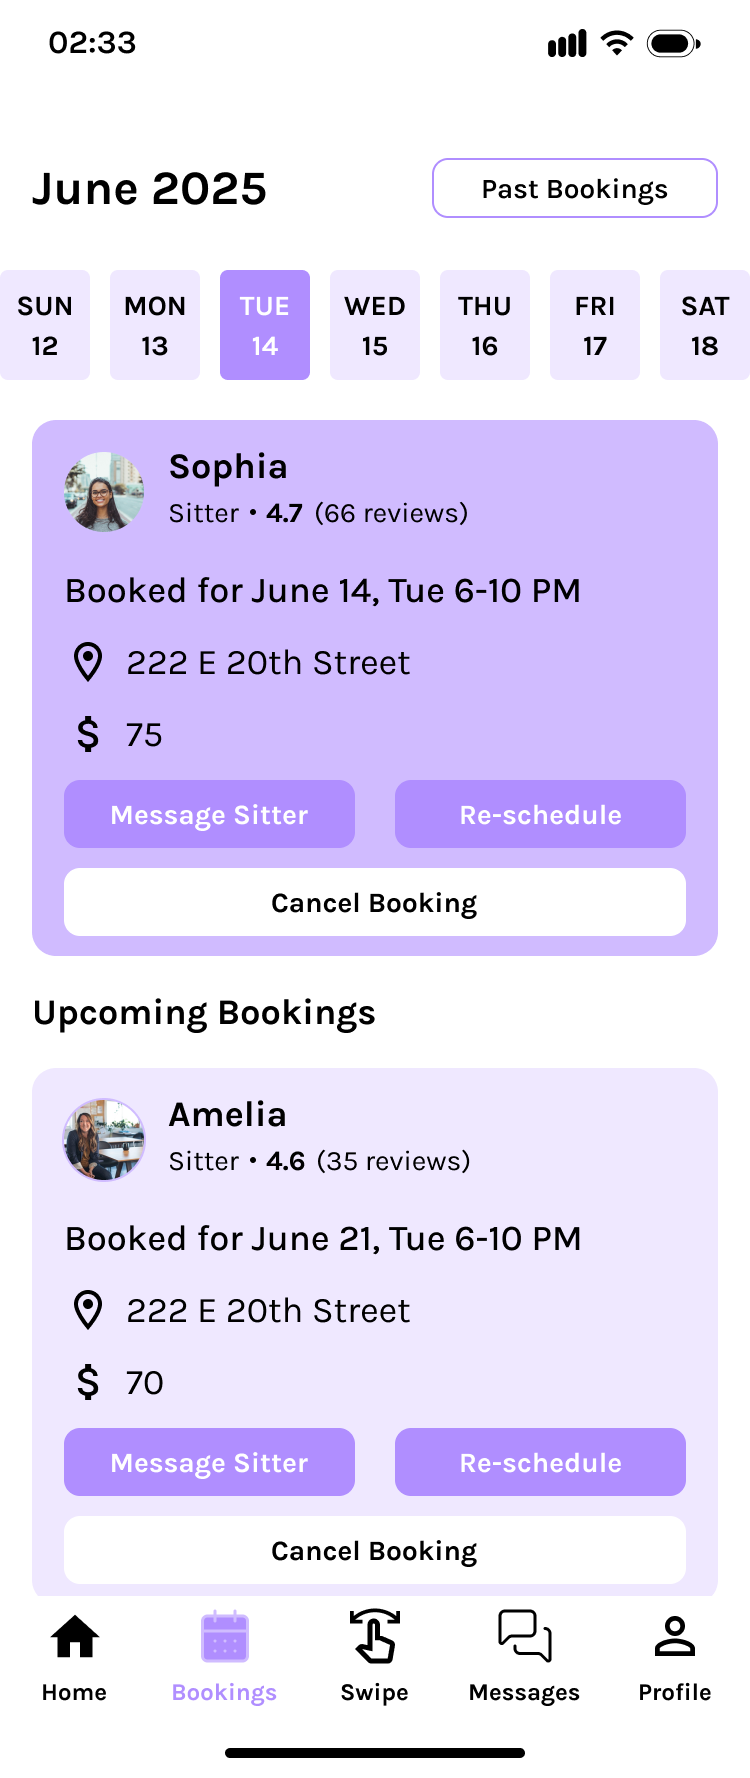 02:33
June 2025
Past Bookings
SUN MON TUE WED THU FRI SAT
12 13 14 15 16 17 18
Sophia
Sitter • 4.7 (66 reviews)
Booked for June 14, Tue 6-10 PM
222 E 20th Street
$ 75
Message Sitter
Re-schedule
Cancel Booking
Upcoming Bookings
Amelia
Sitter • 4.6 (35 reviews)
Booked for June 21, Tue 6-10 PM
222 E 20th Street
$ 70
Message Sitter
Re-schedule
Cancel Booking
Home Bookings Swipe Messages Profile